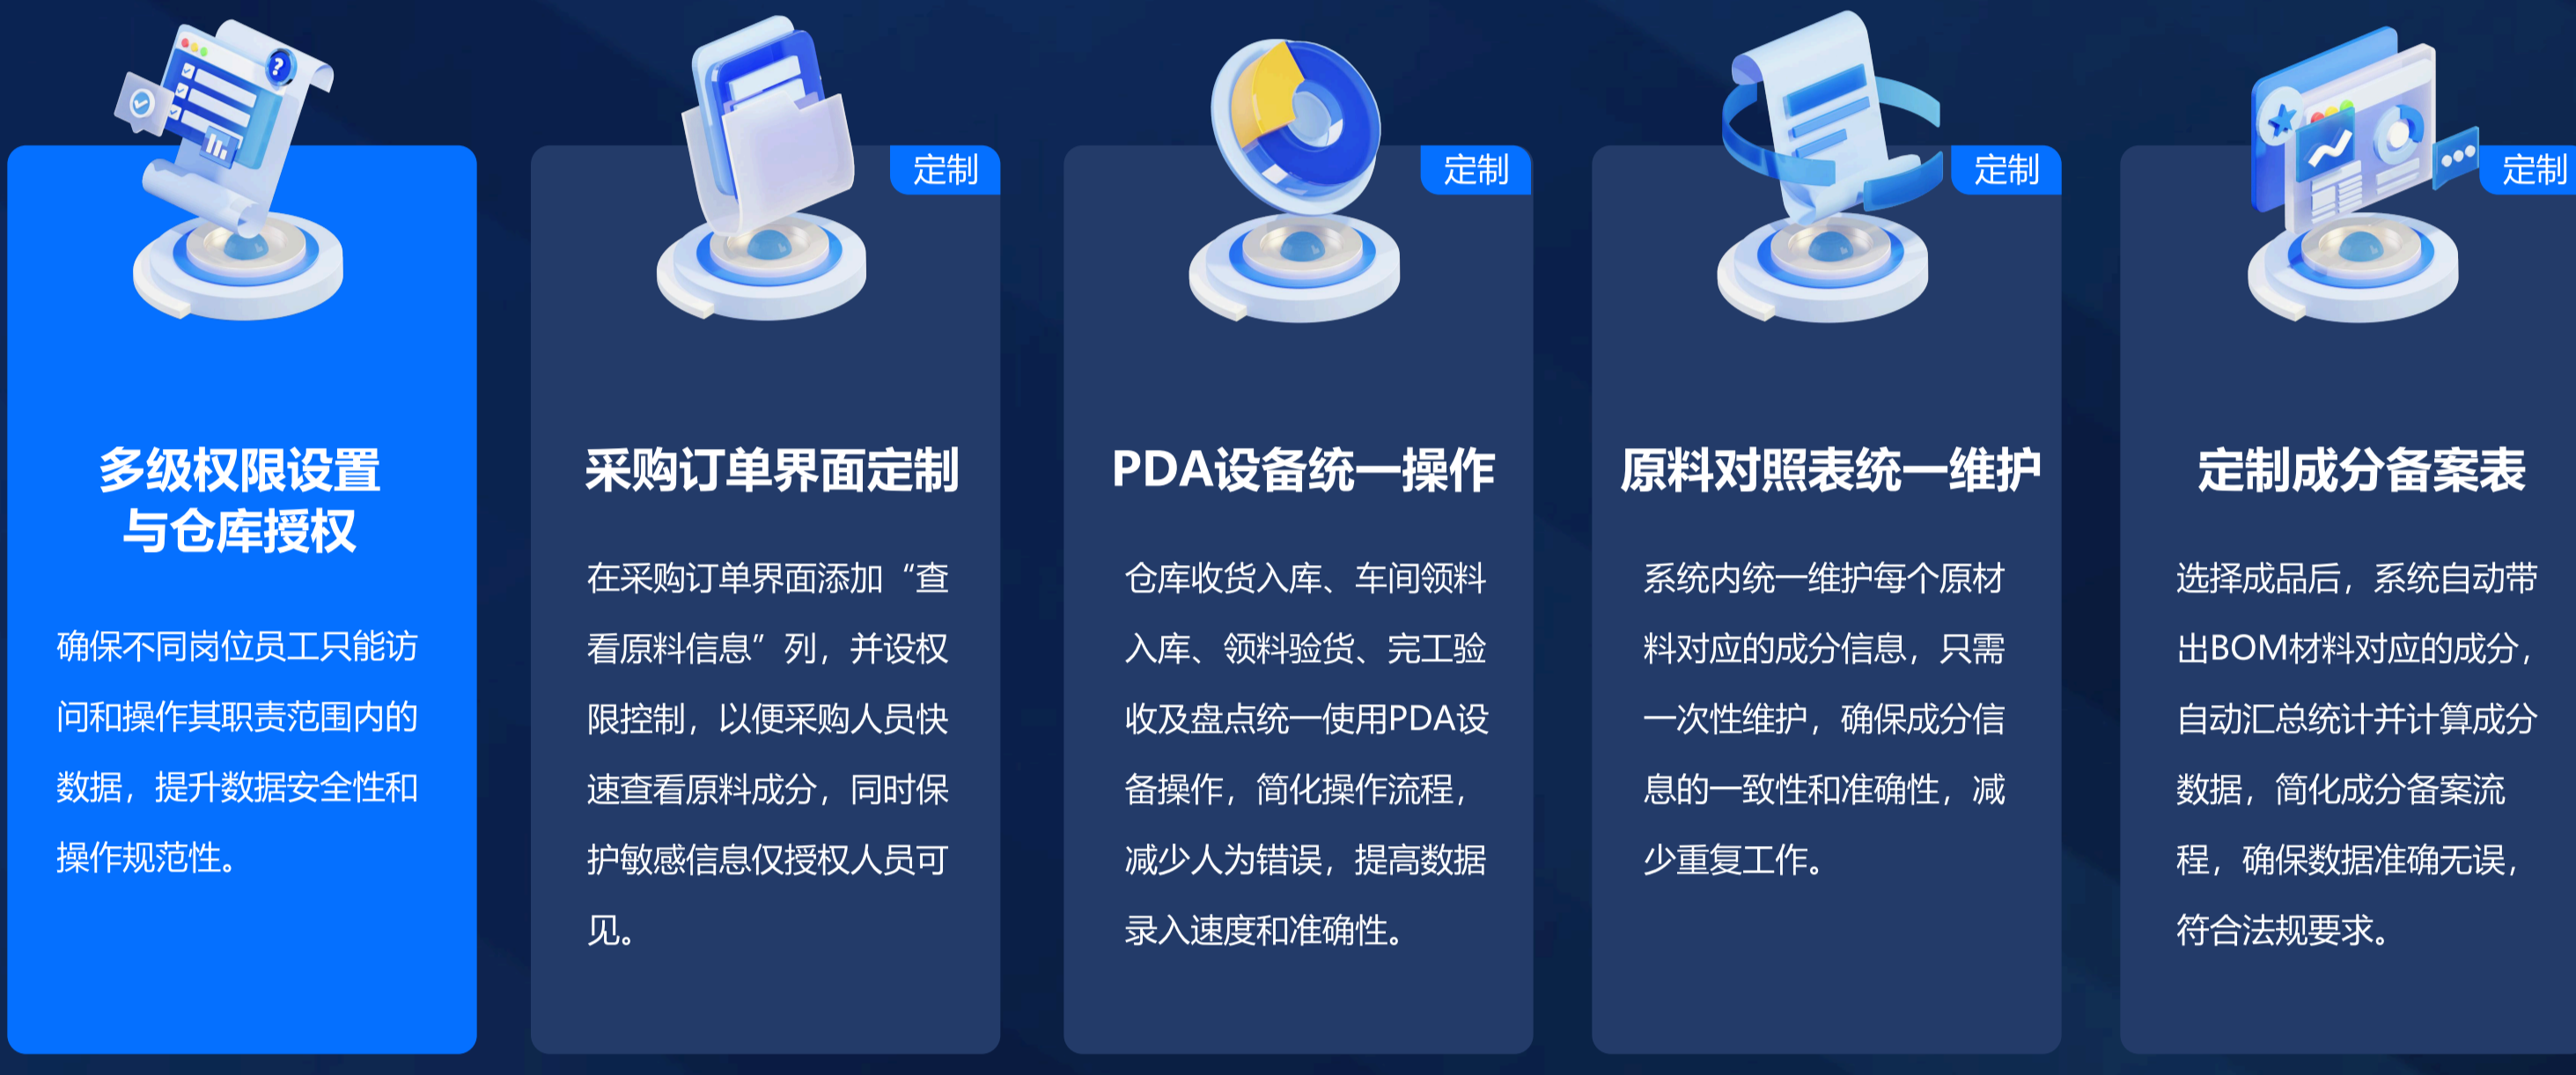 多级权限设置
与仓库授权
确保不同岗位员工只能访
问和操作其职责范围内的
数据，提升数据安全性和
操作规范性。
定制
采购订单界面定制
在采购订单界面添加“查
看原料信息”列，并设权
限控制，以便采购人员快
速查看原料成分，同时保
护敏感信息仅授权人员可
见。
定制
PDA设备统一操作
仓库收货入库、车间领料
入库、领料验货、完工验
收及盘点统一使用PDA设
备操作，简化操作流程，
减少人为错误，提高数据
录入速度和准确性。
定制
原料对照表统一维护
系统内统一维护每个原材
料对应的成分信息，只需
一次性维护，确保成分信
息的一致性和准确性，减
少重复工作。
定制
定制成分备案表
选择成品后，系统自动带
出BOM材料对应的成分，
自动汇总统计并计算成分
数据，简化成分备案流
程，确保数据准确无误，
符合法规要求。